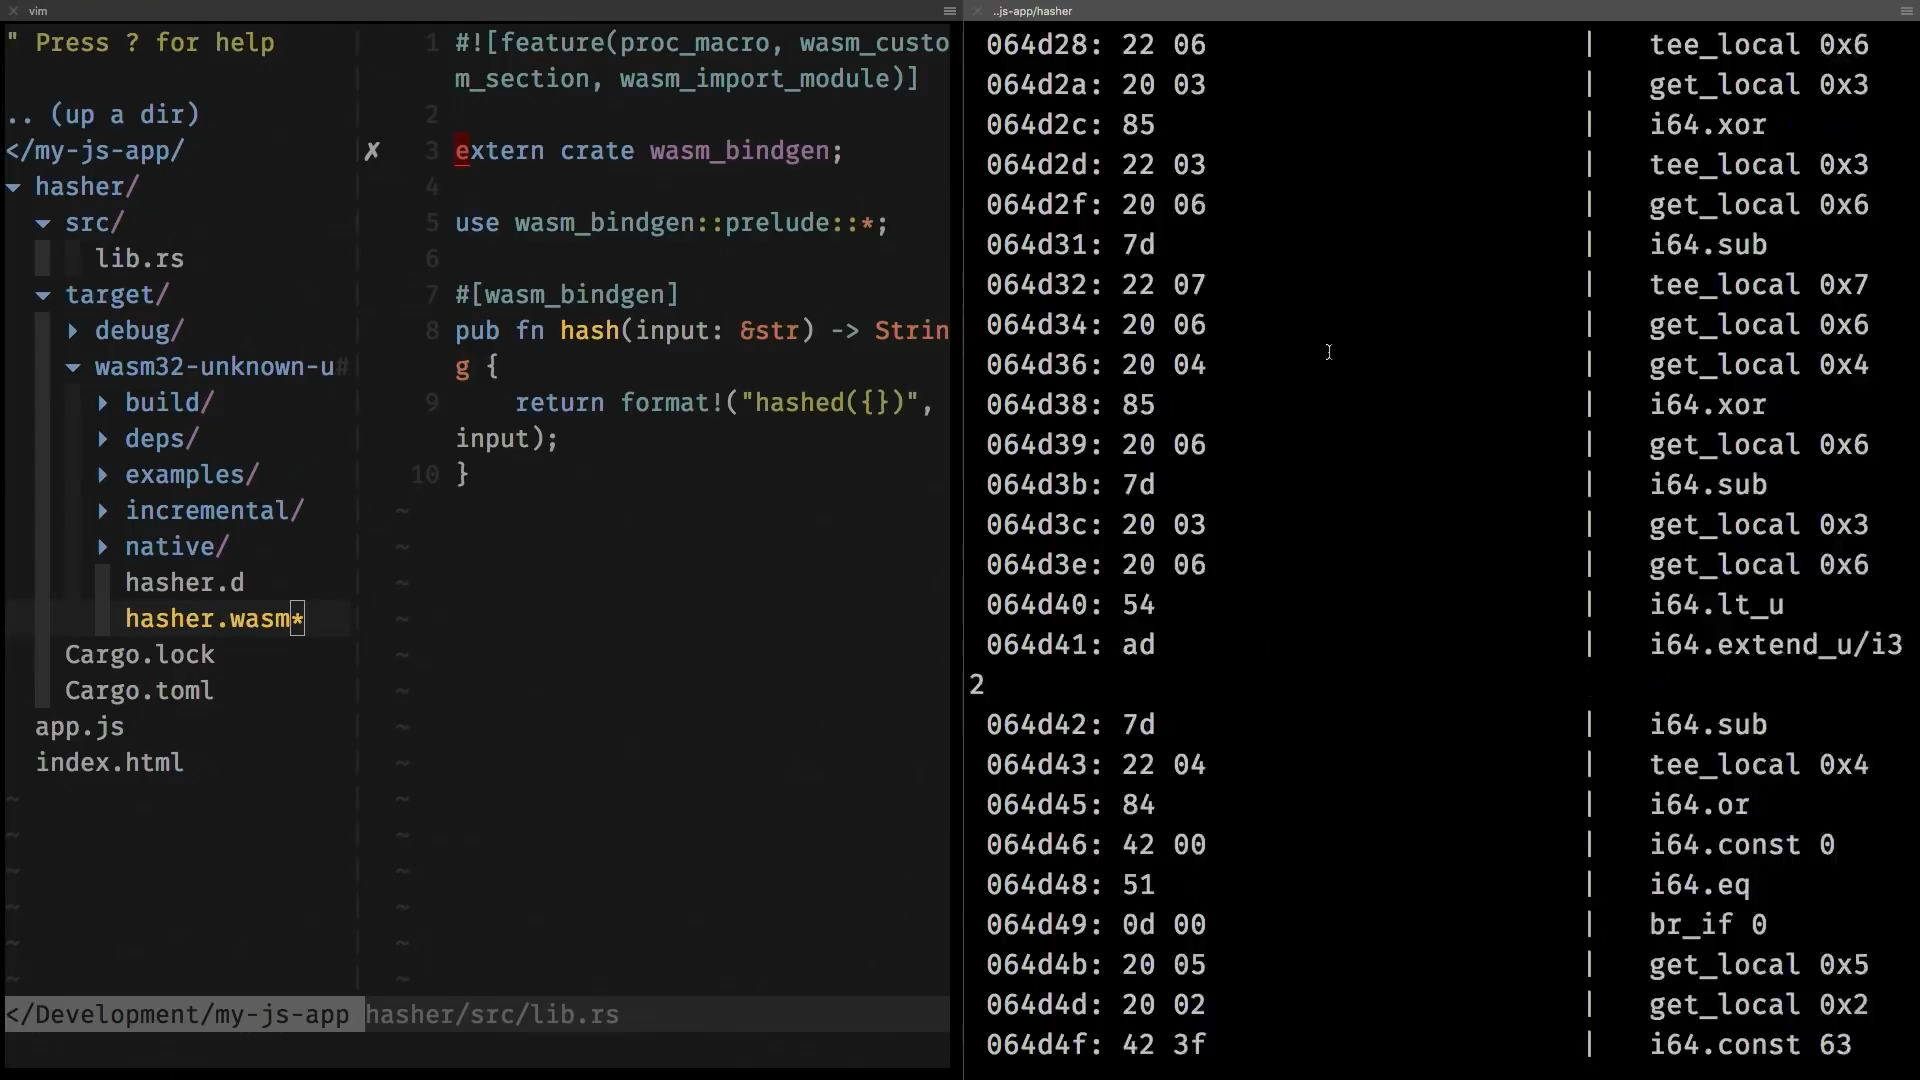 vim
" Press ? for help
.. (up a dir)
</my-js-app/
hasher/
src/
lib.rs
target/
debug/
wasm32-unknown-u#
build/
deps/
examples/
incremental/
native/
hasher.d
hasher.wasm*
Cargo.lock
Cargo.toml
app.js
index.html
~
~
~
~
~
~
</Development/my-js-app
1 #![feature(proc_macro, wasm_custo
m_section, wasm_import_module)]
2
✗ 3 extern crate wasm_bindgen;
4
5 use wasm_bindgen::prelude::*;
6
7 #[wasm_bindgen]
8 pub fn hash(input: &str) -> Strin
g {
9 return format!("hashed({})",
input);
10 }
~
~
~
~
~
~
~
~
~
~
~
~
~
~
hasher/src/lib.rs
..js-app/hasher
064d28: 22 06 | tee_local 0x6
064d2a: 20 03 | get_local 0x3
064d2c: 85 | i64.xor
064d2d: 22 03 | tee_local 0x3
064d2f: 20 06 | get_local 0x6
064d31: 7d | i64.sub
064d32: 22 07 | tee_local 0x7
064d34: 20 06 | get_local 0x6
064d36: 20 04 | get_local 0x4
064d38: 85 | i64.xor
064d39: 20 06 | get_local 0x6
064d3b: 7d | i64.sub
064d3c: 20 03 | get_local 0x3
064d3e: 20 06 | get_local 0x6
064d40: 54 | i64.lt_u
064d41: ad | i64.extend_u/i3
2
064d42: 7d | i64.sub
064d43: 22 04 | tee_local 0x4
064d45: 84 | i64.or
064d46: 42 00 | i64.const 0
064d48: 51 | i64.eq
064d49: 0d 00 | br_if 0
064d4b: 20 05 | get_local 0x5
064d4d: 20 02 | get_local 0x2
064d4f: 42 3f | i64.const 63